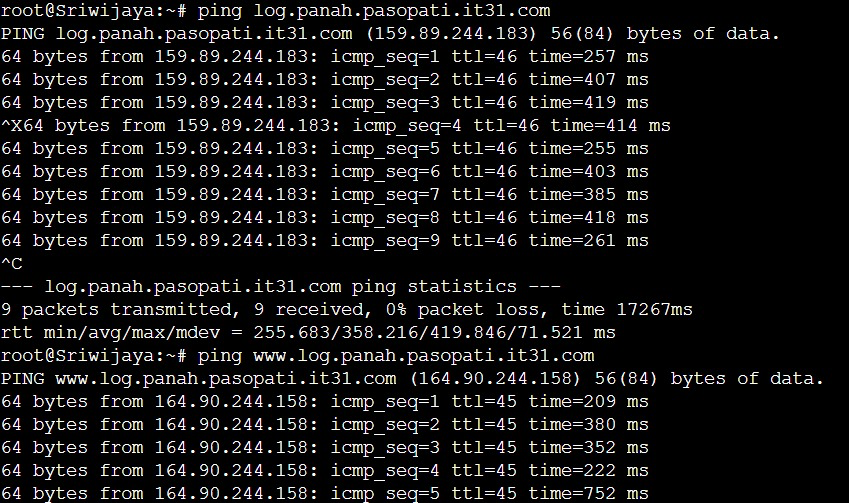 root@Sriwijaya:~# ping log.panah.pasopati.it31.com
PING log.panah.pasopati.it31.com (159.89.244.183) 56(84) bytes of data.
64 bytes from 159.89.244.183: icmp_seq=1 ttl=46 time=257 ms
64 bytes from 159.89.244.183: icmp_seq=2 ttl=46 time=407 ms
64 bytes from 159.89.244.183: icmp_seq=3 ttl=46 time=419 ms
^X64 bytes from 159.89.244.183: icmp_seq=4 ttl=46 time=414 ms
64 bytes from 159.89.244.183: icmp_seq=5 ttl=46 time=255 ms
64 bytes from 159.89.244.183: icmp_seq=6 ttl=46 time=403 ms
64 bytes from 159.89.244.183: icmp_seq=7 ttl=46 time=385 ms
64 bytes from 159.89.244.183: icmp_seq=8 ttl=46 time=418 ms
64 bytes from 159.89.244.183: icmp_seq=9 ttl=46 time=261 ms
^C
--- log.panah.pasopati.it31.com ping statistics ---
9 packets transmitted, 9 received, 0% packet loss, time 17267ms
rtt min/avg/max/mdev = 255.683/358.216/419.846/71.521 ms
root@Sriwijaya:~# ping www.log.panah.pasopati.it31.com
PING www.log.panah.pasopati.it31.com (164.90.244.158) 56(84) bytes of data.
64 bytes from 164.90.244.158: icmp_seq=1 ttl=45 time=209 ms
64 bytes from 164.90.244.158: icmp_seq=2 ttl=45 time=380 ms
64 bytes from 164.90.244.158: icmp_seq=3 ttl=45 time=352 ms
64 bytes from 164.90.244.158: icmp_seq=4 ttl=45 time=222 ms
64 bytes from 164.90.244.158: icmp_seq=5 ttl=45 time=752 ms